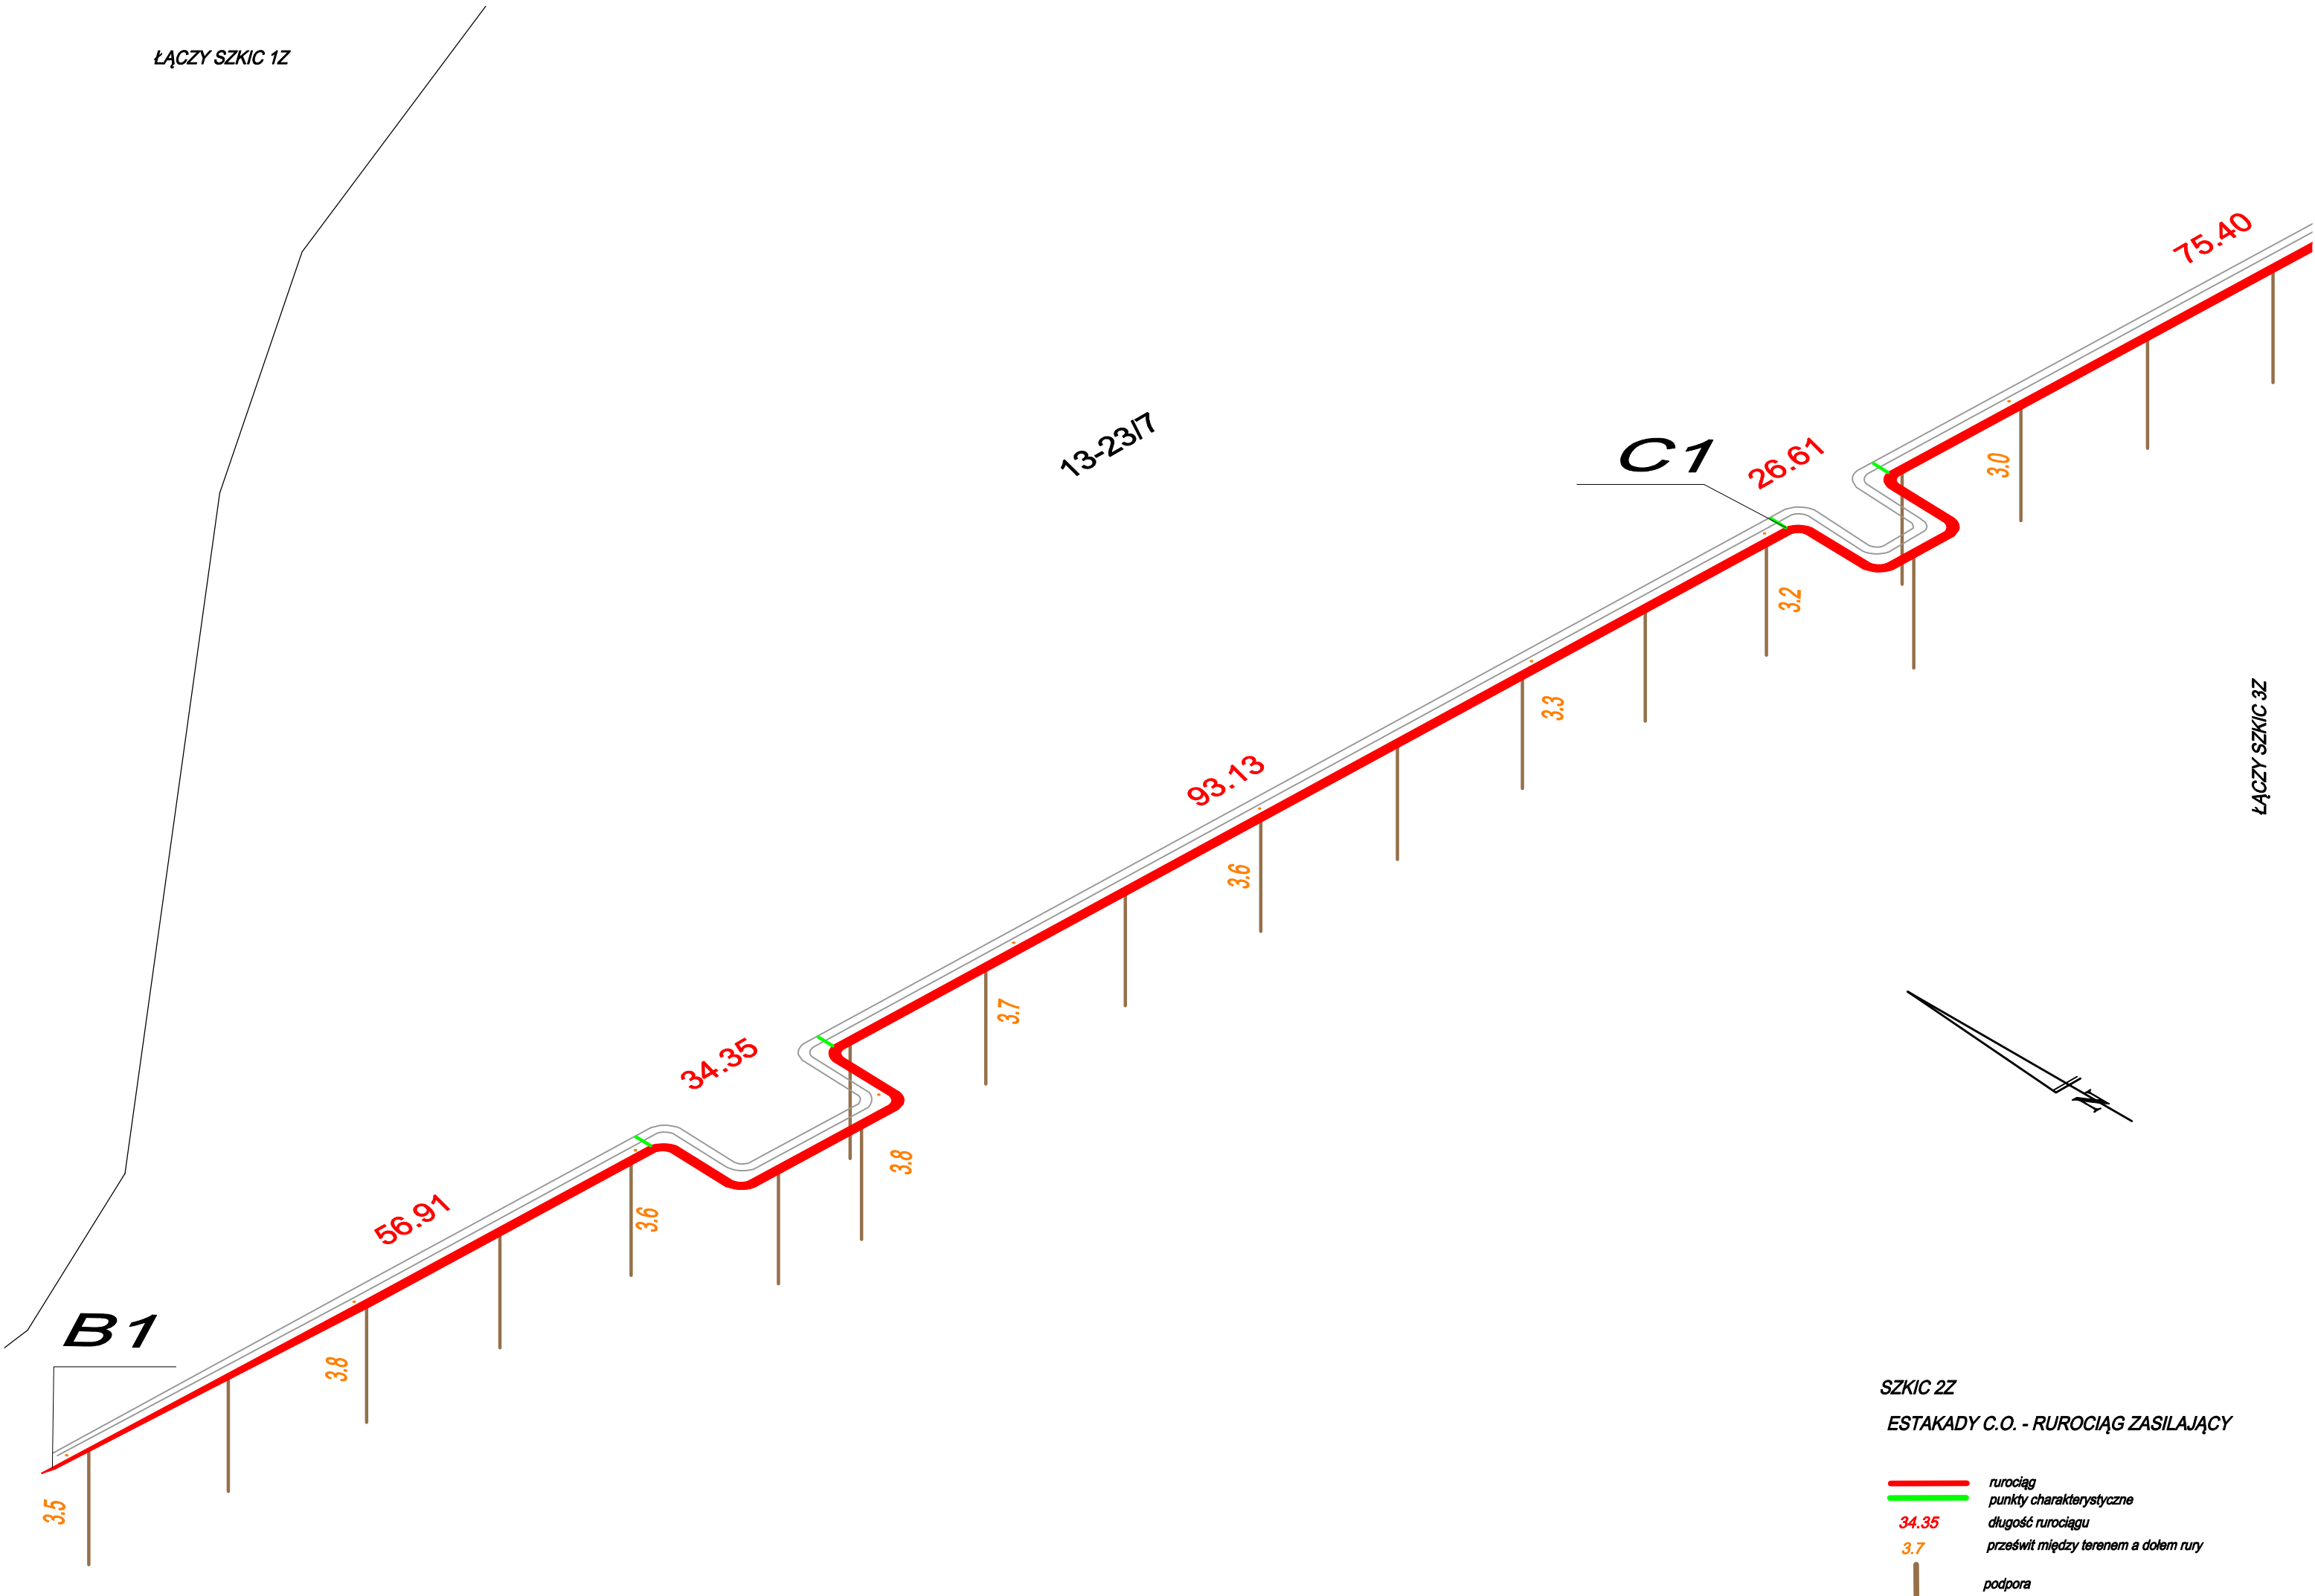 ŁĄCZY SZKIC 1Z
75.40
13-23/7
C1
26.61
3.0
3.2
3.3
ŁĄCZY SZKIC 3Z
93.13
3.6
3.7
34.35
3.8
N
56.91
3.6
B1
3.8
3.5
SZKIC 2Z
ESTAKADY C.O. - RUROCIĄG ZASILAJĄCY
rurociąg
punkty charakterystyczne
34.35 długość rurociągu
3.7 prześwit między terenem a dołem rury
podpora